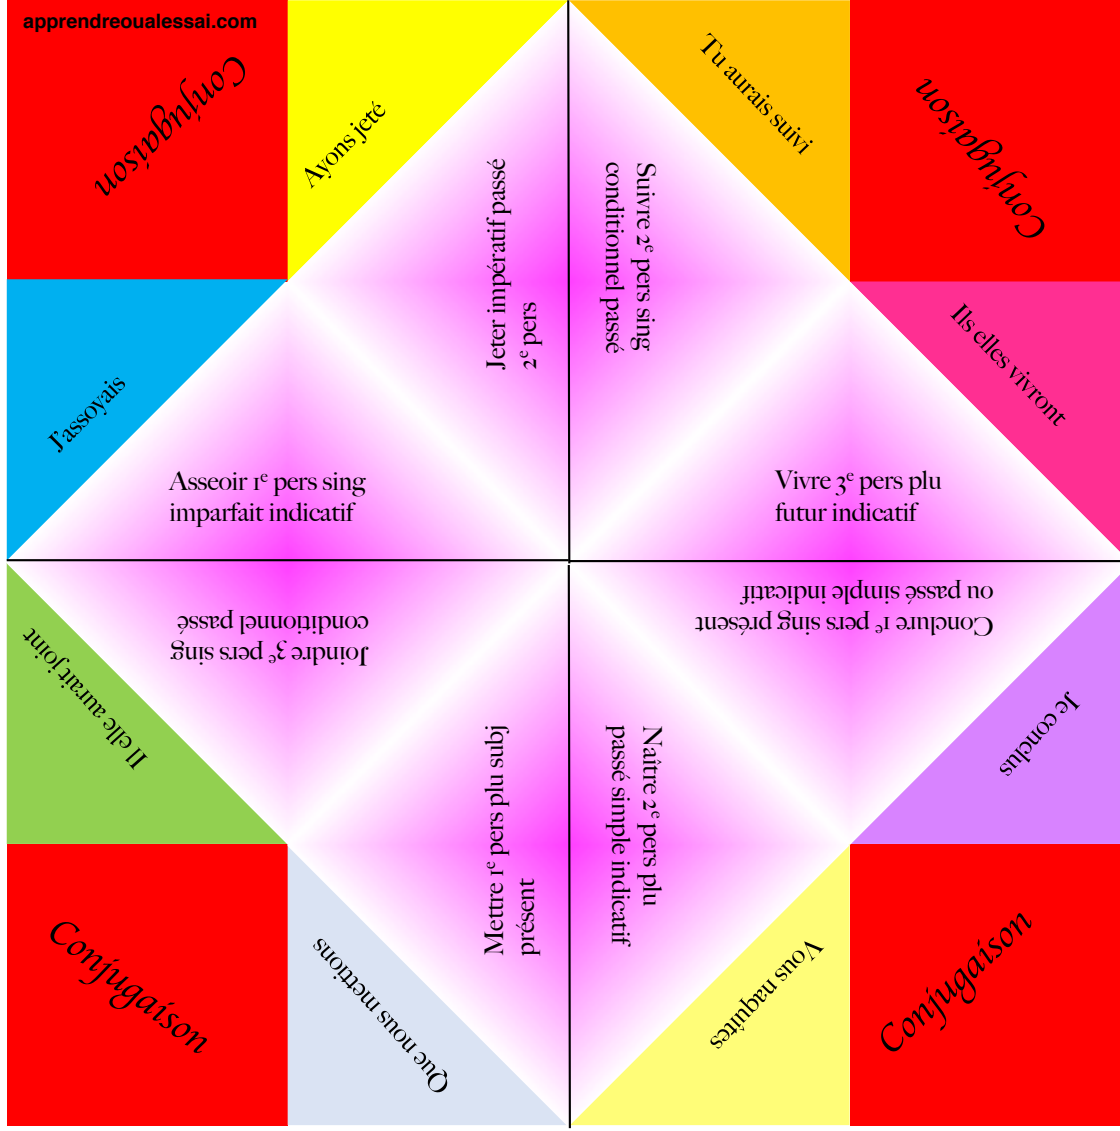 apprendreoualessai.com
Conjugaison
Ayons jeté
Tu aurais suivi
Conjugaison
Jeter impératif passé
2e pers
Suivre 2e pers sing
conditionnel passé
J'assoyais
Ils elles vivront
Asseoir 1e pers sing
imparfait indicatif
Vivre 3e pers plu
futur indicatif
Joindre 3e pers sing
conditionnel passé
Conclure 1e pers sing présent
ou passé simple indicatif
Il elle aurait joint
Je conclus
Mettre 1e pers plu subj
présent
Naître 2e pers plu
passé simple indicatif
Conjugaison
Que nous mettions
Vous naquîtes
Conjugaison